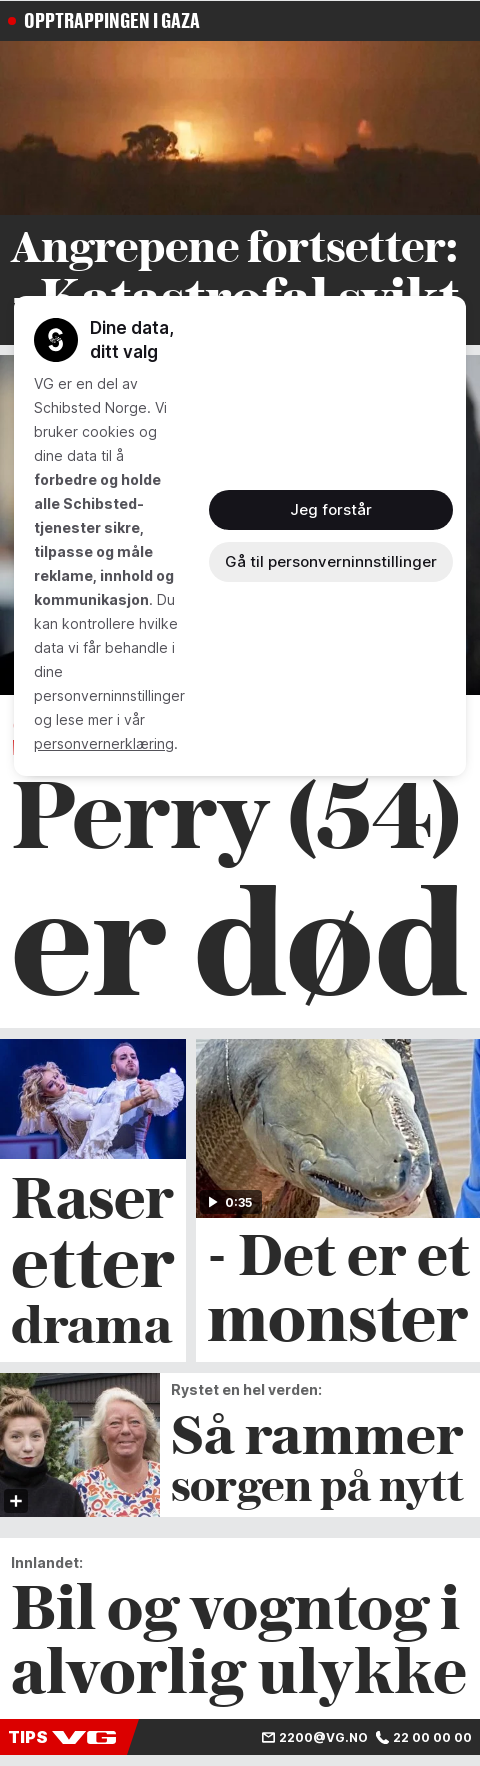 OPPTRAPPINGEN I GAZA
Angrepene fortsetter:
- Katastrofal svikt
Dine data,
ditt valg
VG er en del av
Schibsted Norge. Vi
bruker cookies og
dine data til å
forbedre og holde
alle Schibsted-
tjenester sikre,
tilpasse og måle
reklame, innhold og
kommunikasjon. Du
kan kontrollere hvilke
data vi får behandle i
dine
personverninnstillinger
og lese mer i vår
personvernerklæring.
Jeg forstår
Gå til personverninnstillinger
Perry (54)
er død
Raser
etter
drama
0:35
- Det er et
monster
Rystet en hel verden:
Så rammer
sorgen på nytt
Innlandet:
Bil og vogntog i
alvorlig ulykke
TIPS VG
2200@VG.NO 22 00 00 00